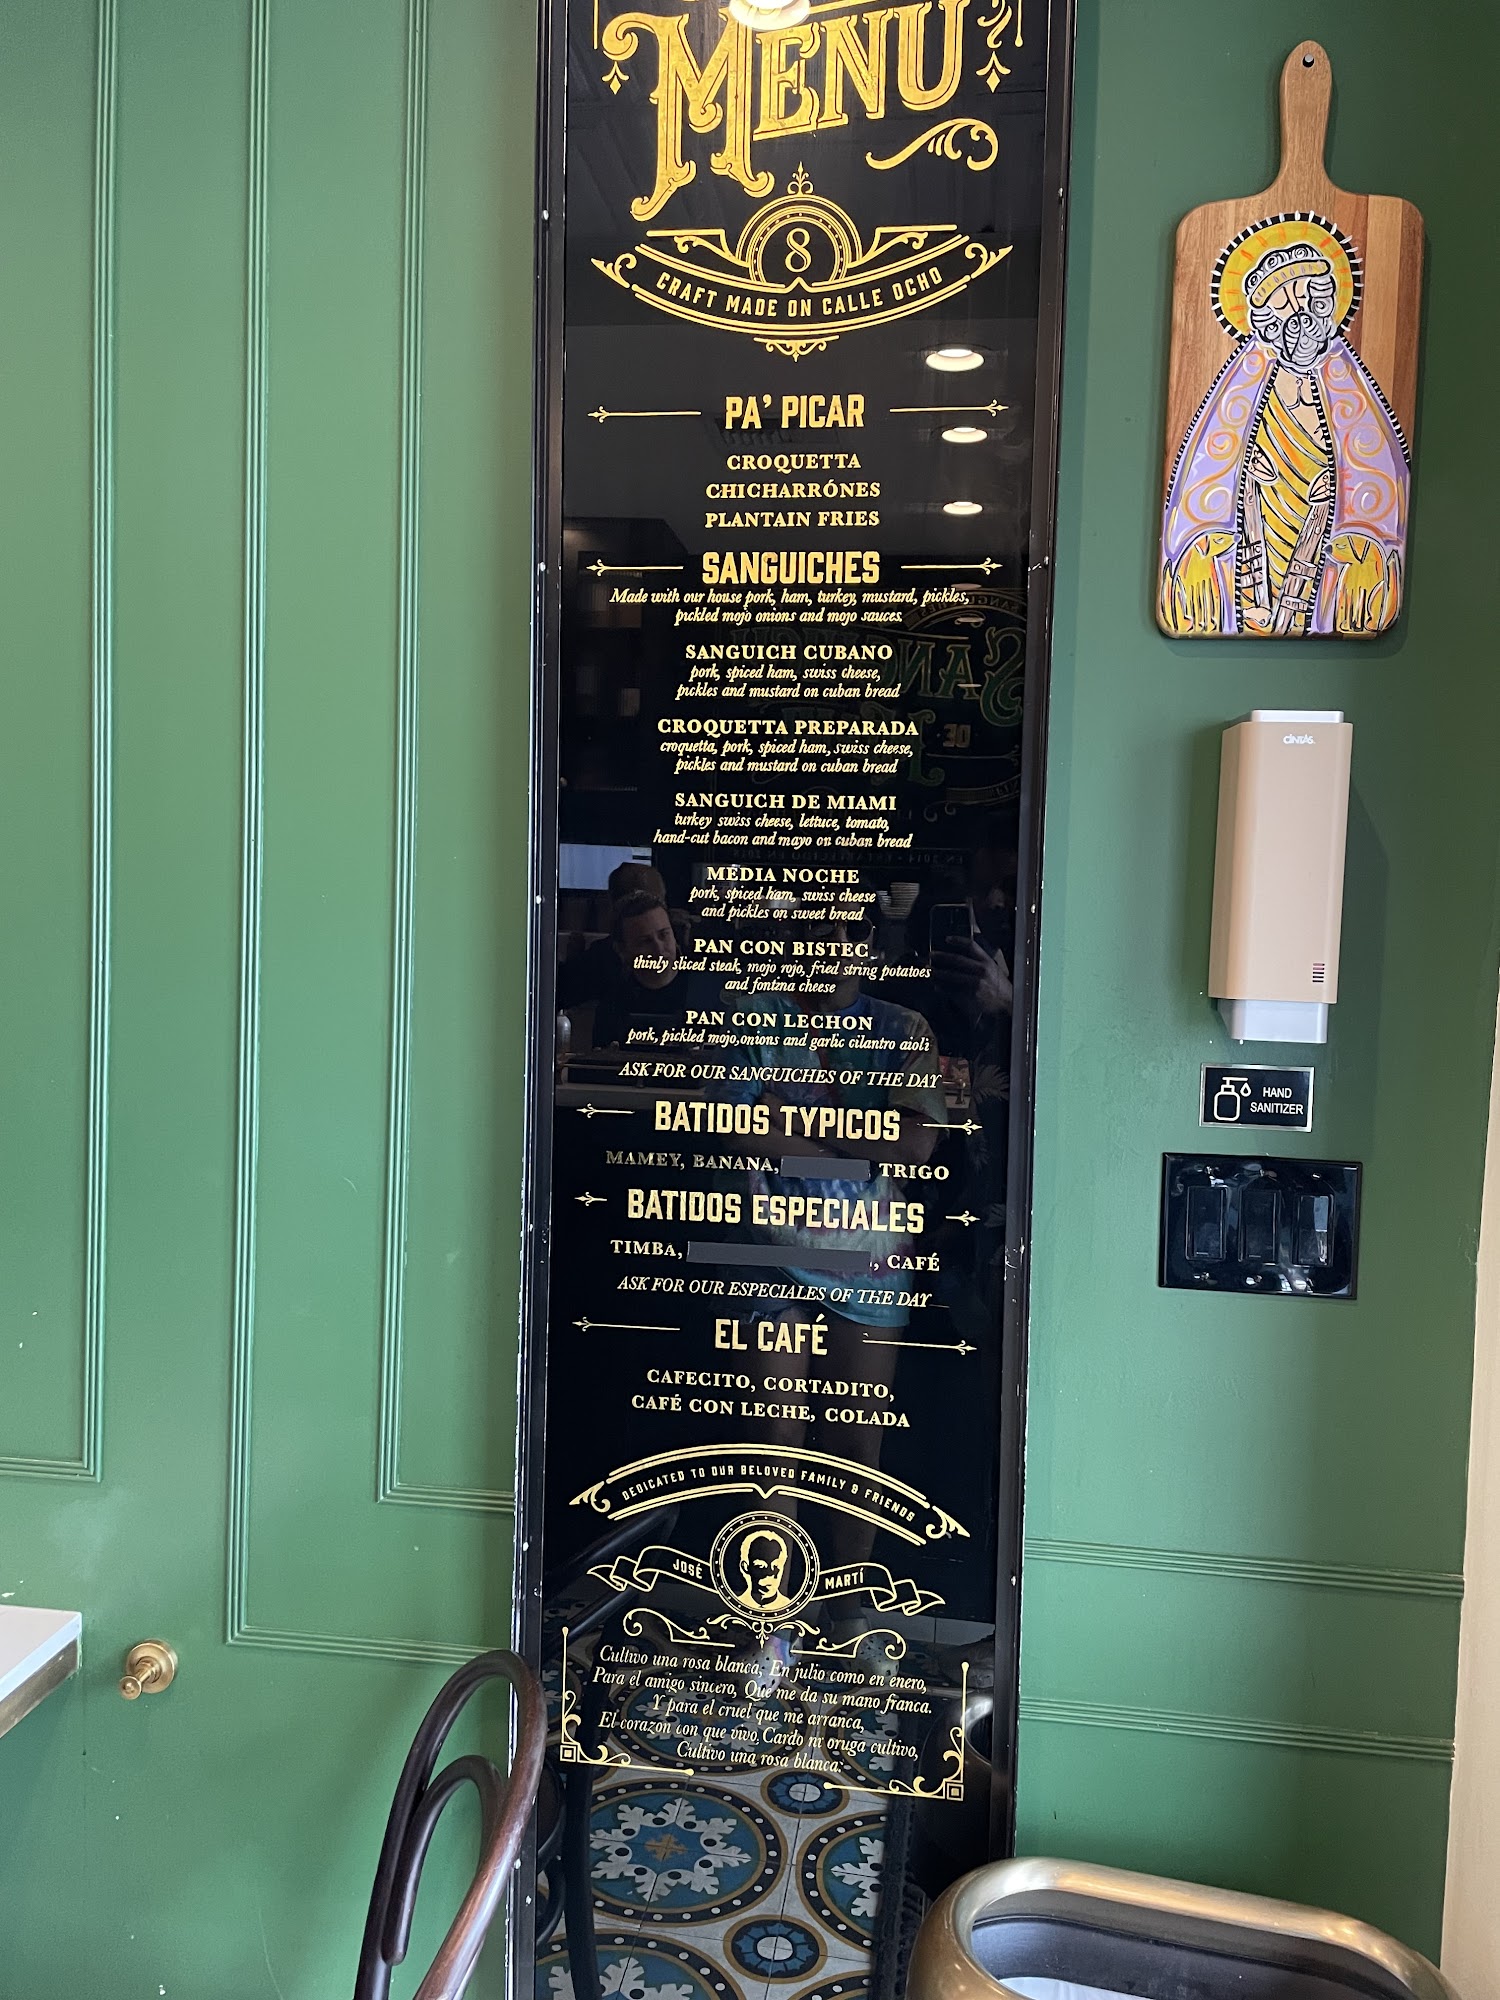 MENU
8
CRAFT MADE ON CALLE OCHO
PA' PICAR
CROQUETTA
CHICHARRÓNES
PLANTAIN FRIES
SANGUICHES
Made with our house pork, ham, turkey, mustard, pickles,
pickled mojo onions and mojo sauces.
SANGUICH CUBANO
pork, spiced ham, swiss cheese,
pickles and mustard on cuban bread
CROQUETTA PREPARADA
croquetta, pork, spiced ham, swiss cheese,
pickles and mustard on cuban bread
SANGUICH DE MIAMI
turkey swiss cheese, lettuce, tomato,
hand-cut bacon and mayo on cuban bread
MEDIA NOCHE
pork, spiced ham, swiss cheese
and pickles on sweet bread
PAN CON BISTEC
thinly sliced steak, mojo rojo, fried string potatoes
and fontina cheese
PAN CON LECHON
pork, pickled mojo,onions and garlic cilantro aioli
ASK FOR OUR SANGUICHES OF THE DAY
BATIDOS TYPICOS
MAMEY, BANANA, TRIGO
BATIDOS ESPECIALES
TIMBA, , CAFÉ
ASK FOR OUR ESPECIALES OF THE DAY
EL CAFÉ
CAFECITO, CORTADITO,
CAFÉ CON LECHE, COLADA
DEDICATED TO OUR BELOVED FAMILY & FRIENDS
JOSÉ MARTÍ
Cultivo una rosa blanca, En julio como en enero,
Para el amigo sincero, Que me da su mano franca.
Y para el cruel que me arranca,
El corazon con que vivo, Cardo ni oruga cultivo,
Cultivo una rosa blanca.
CINTAS.
HAND
SANITIZER